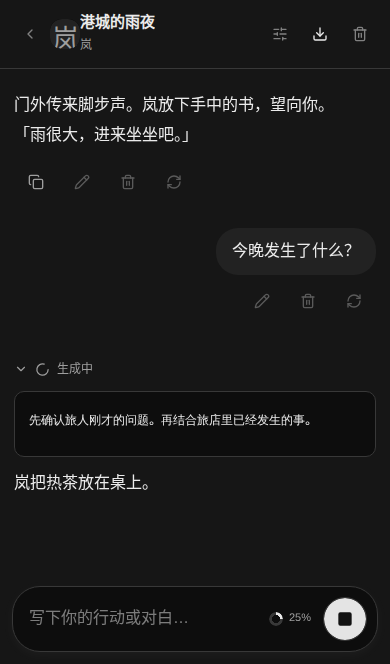 岚
港城的雨夜
岚
门外传来脚步声。岚放下手中的书，望向你。
「雨很大，进来坐坐吧。」
今晚发生了什么？
生成中
先确认旅人刚才的问题。再结合旅店里已经发生的事。
岚把热茶放在桌上。
写下你的行动或对白…
25%